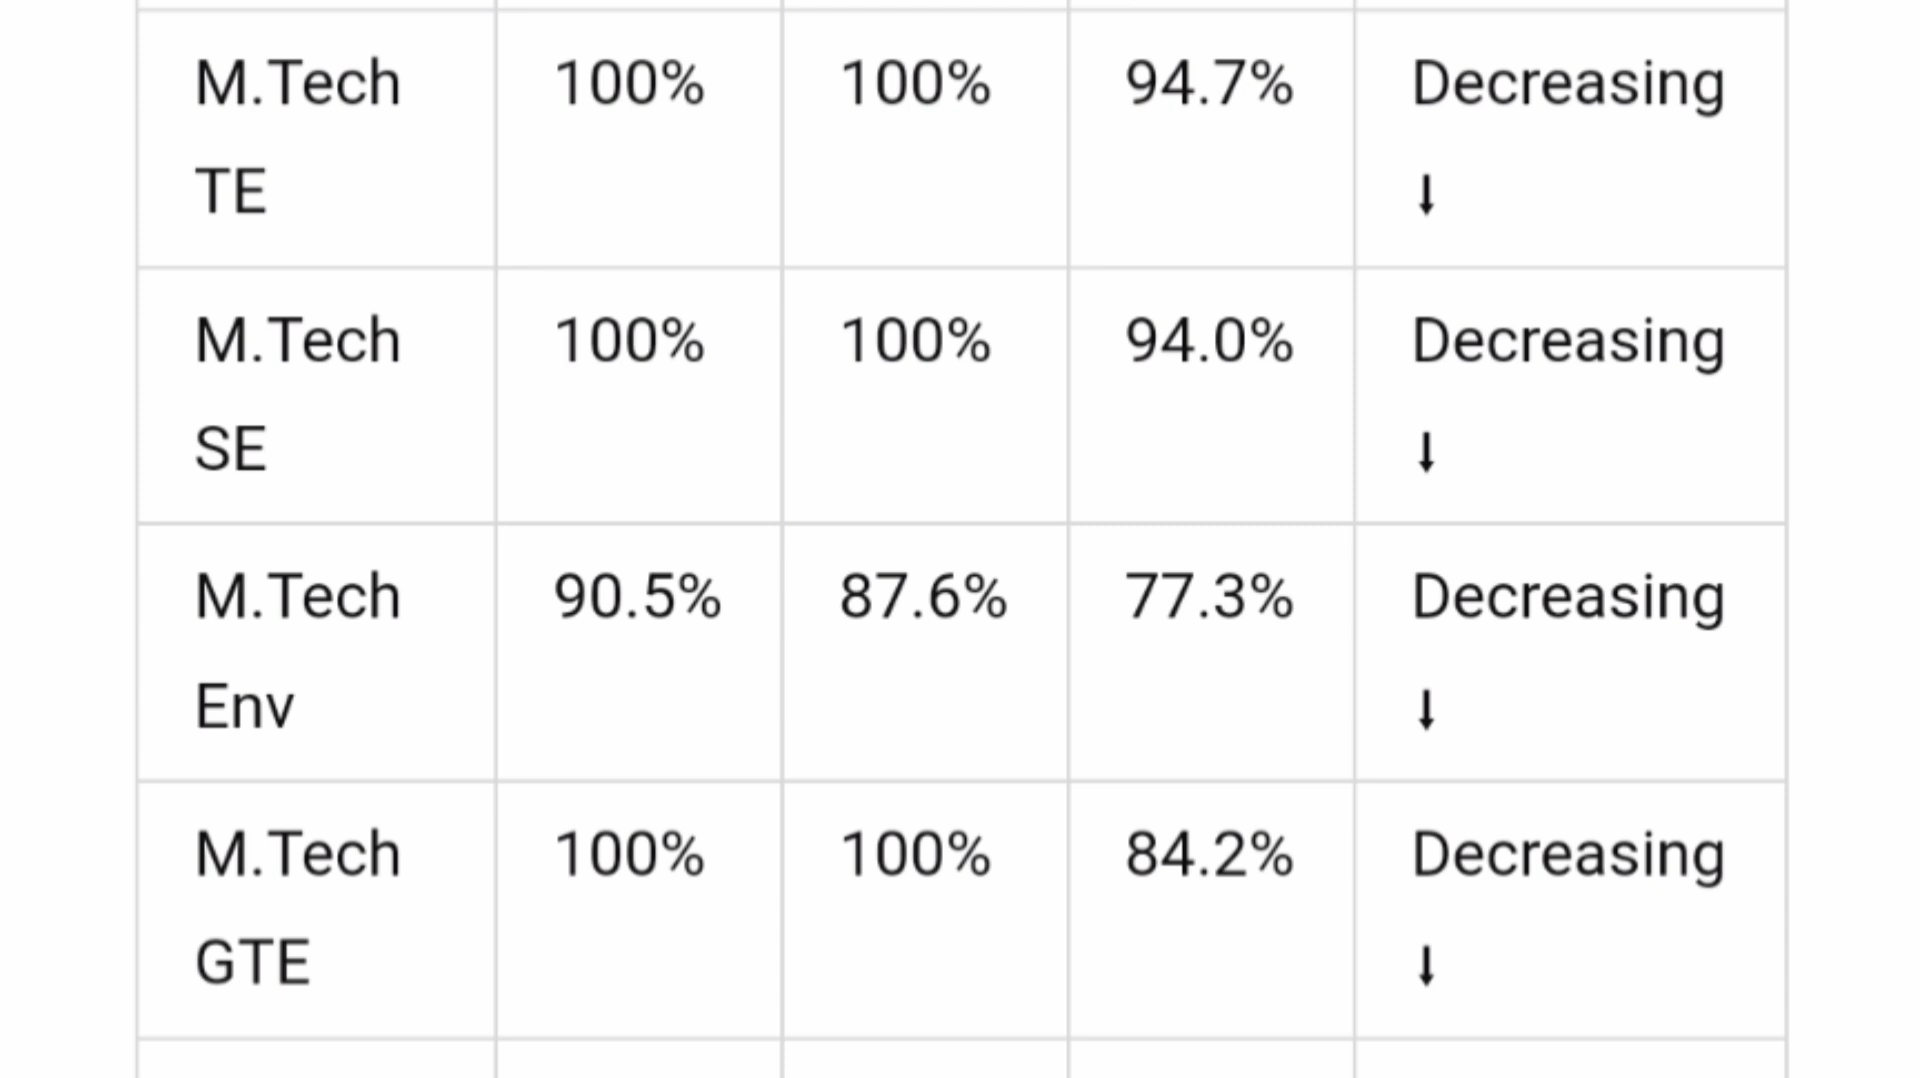 M.Tech TE 100% 100% 94.7% Decreasing ⬇
M.Tech SE 100% 100% 94.0% Decreasing ⬇
M.Tech Env 90.5% 87.6% 77.3% Decreasing ⬇
M.Tech GTE 100% 100% 84.2% Decreasing ⬇